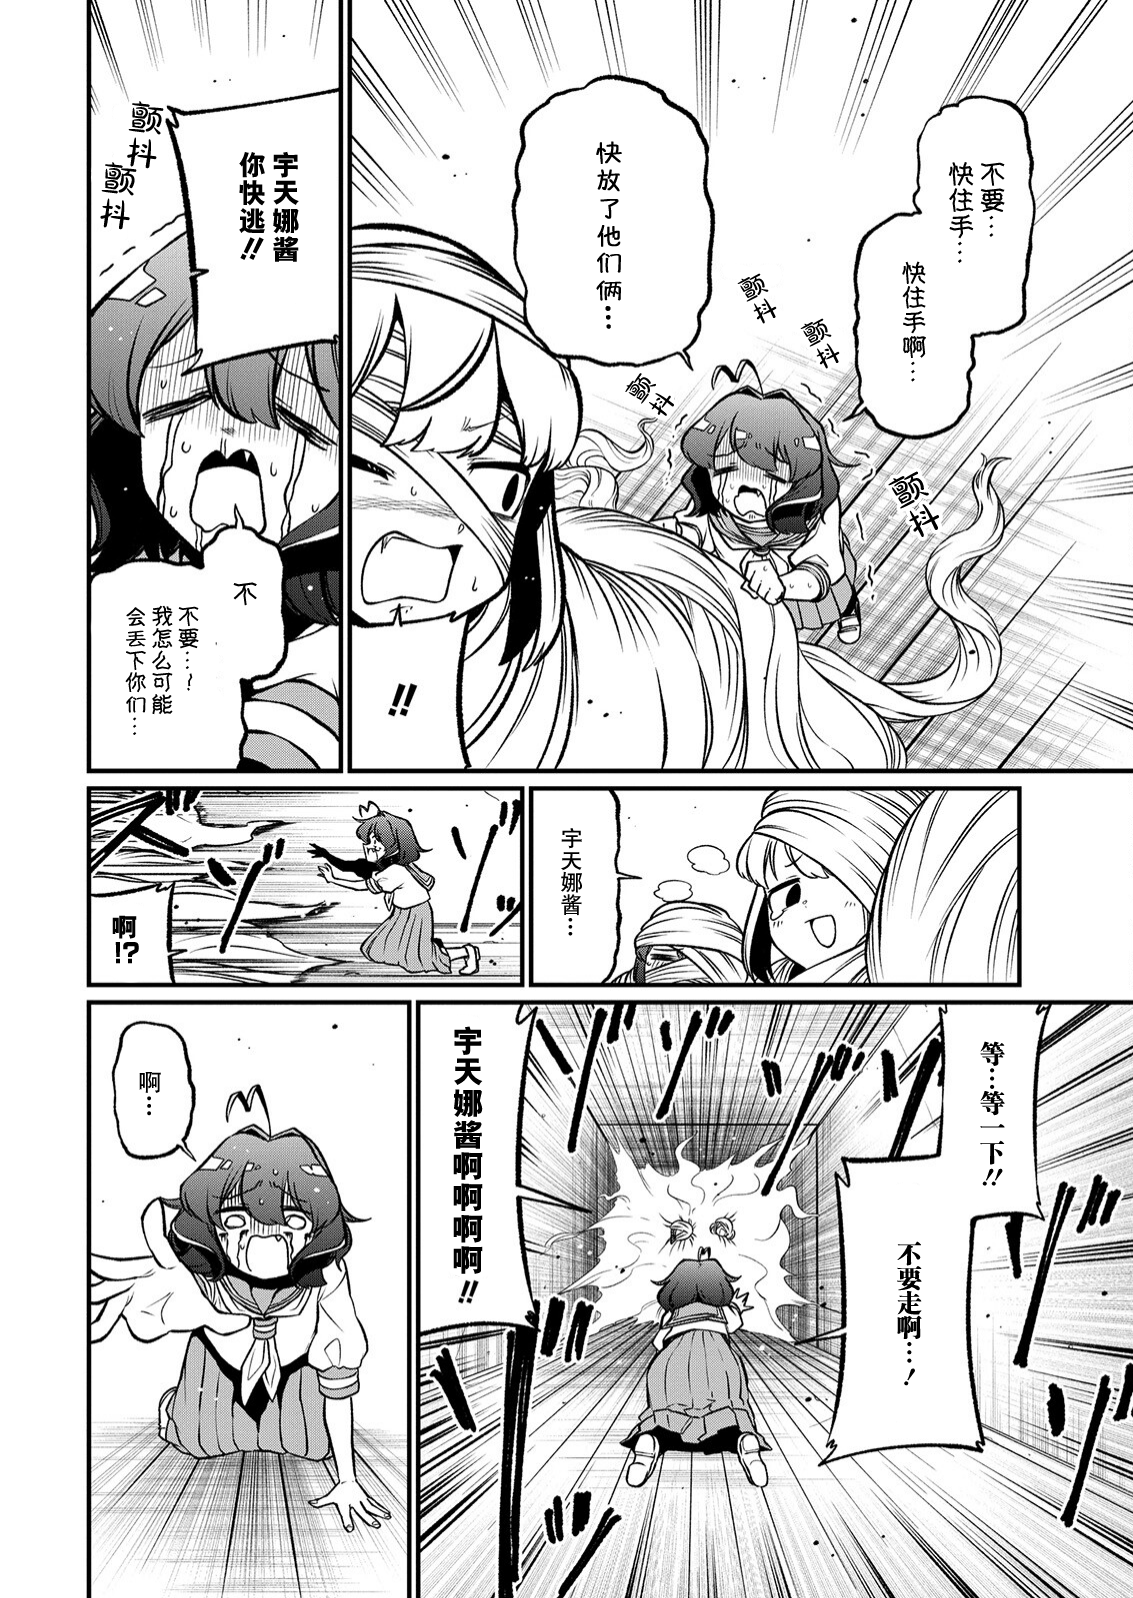 不要…
快住手…
快住手啊…
快放了他们俩…
颤抖
颤抖
颤抖
颤抖
!!
宇天娜酱
你快逃!!
颤抖
颤抖
不
不要…~
我怎么可能
会丢下你们…
宇天娜酱…
啊!?
等…等一下!!
不要走啊…!
宇天娜酱啊啊啊啊!!
啊…